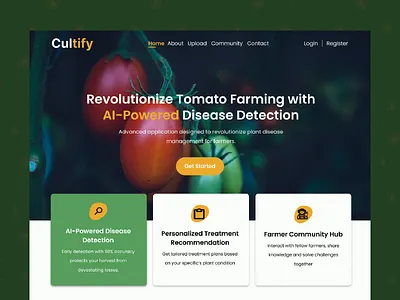 Cultify
Home About Upload Community Contact
Login | Register
Revolutionize Tomato Farming with
AI-Powered Disease Detection
Advanced application designed to revolutionize plant disease
management for farmers.
Get Started
AI-Powered Disease
Detection
Early detection with 98% accuracy
protects your harvest from
devastating losses.
Personalized Treatment
Recommendation
Get tailored treatment plans based
on your specific's plant condition
Farmer Community Hub
Interact with fellow farmers, share
knowledge and solve challenges
together